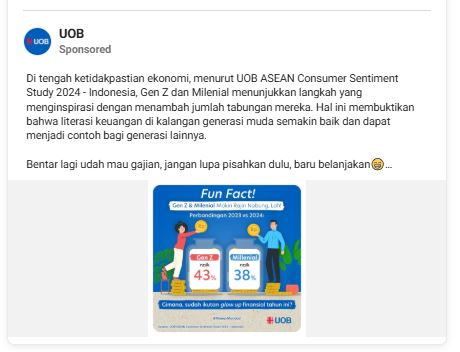 UOB
UOB
Sponsored
Di tengah ketidakpastian ekonomi, menurut UOB ASEAN Consumer Sentiment
Study 2024 - Indonesia, Gen Z dan Milenial menunjukkan langkah yang
menginspirasi dengan menambah jumlah tabungan mereka. Hal ini membuktikan
bahwa literasi keuangan di kalangan generasi muda semakin baik dan dapat
menjadi contoh bagi generasi lainnya.
Bentar lagi udah mau gajian, jangan lupa pisahkan dulu, baru belanjakan😄...
Fun Fact!
Gen Z & Milenial Makin Rajin Nabung, Loh!
Perbandingan 2023 vs 2024:
Rp
Rp
Gen Z
naik
43%
Millenial
naik
38%
Gimana, sudah ikutan glow up finansial tahun ini?
UOB